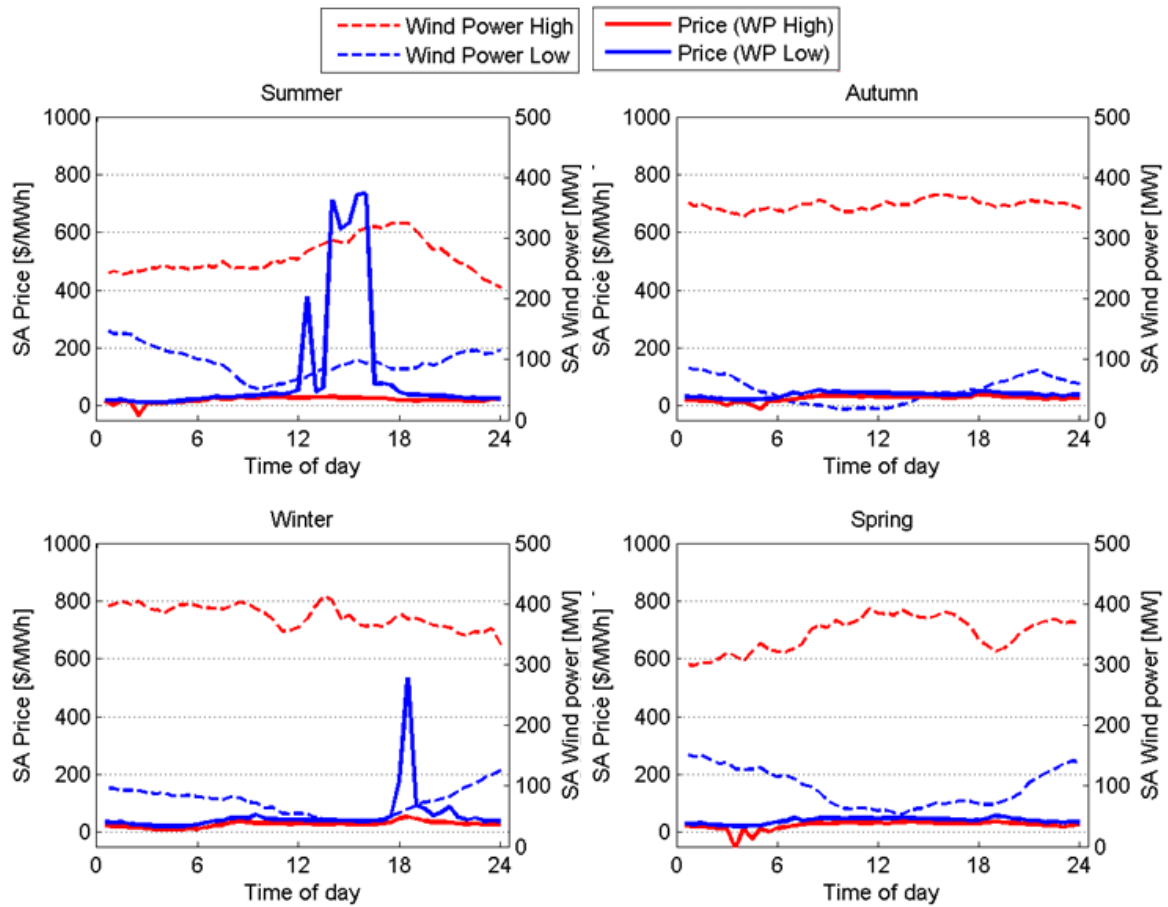 Wind Power High
Wind Power Low
Price (WP High)
Price (WP Low)
Summer
1000
800
600
400
200
0
SA Price [$/MWh]
500
400
300
200
100
0
SA Wind power [MW]
0 6 12 18 24
Time of day
Autumn
1000
800
600
400
200
0
SA Price [$/MWh]
500
400
300
200
100
0
SA Wind power [MW]
0 6 12 18 24
Time of day
Winter
1000
800
600
400
200
0
SA Price [$/MWh]
500
400
300
200
100
0
SA Wind power [MW]
0 6 12 18 24
Time of day
Spring
1000
800
600
400
200
0
SA Price [$/MWh]
500
400
300
200
100
0
SA Wind power [MW]
0 6 12 18 24
Time of day